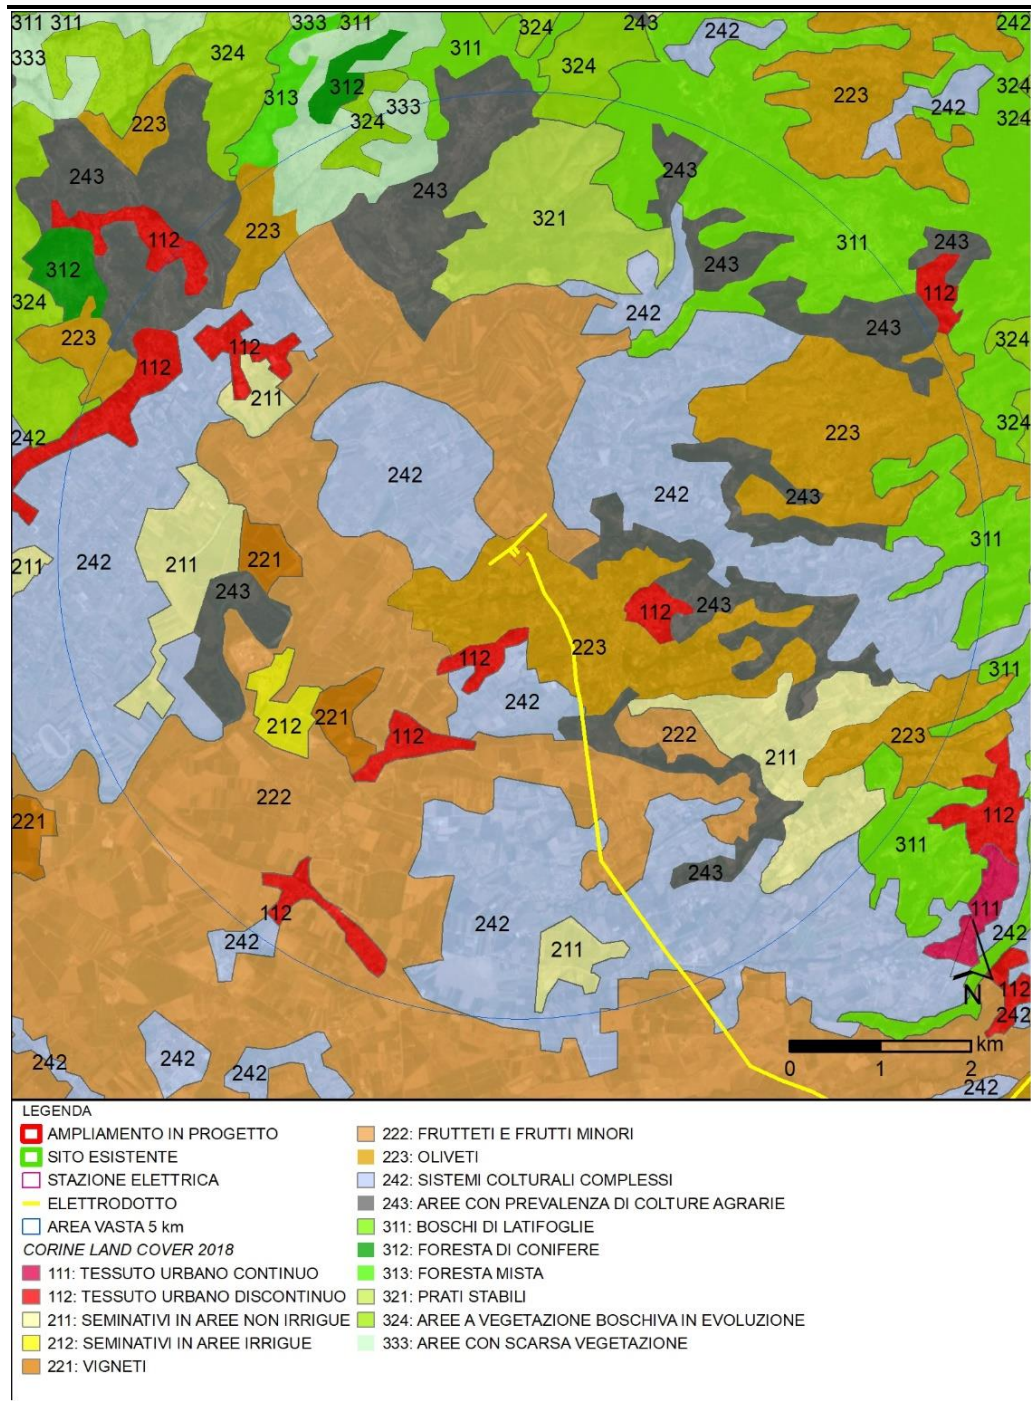 311 311 333 311 324 243 242 242
333 324 311 324 324
313 312 333 223 242 324
223 324 324
243 243 243
112 223 321 311 243
312 243 112
324 242 243
223 112 112 324
211 223 324
242
242 242 243
211 242 211 221 311
243 112 243
112 223 311
212 221 242 222 223
112 211
222
221 112
311
243
112 242 111
242 242
211 112
N 242
242 242 242 242
km
0 1 2
LEGENDA
AMPLIAMENTO IN PROGETTO
SITO ESISTENTE
STAZIONE ELETTRICA
ELETTRODOTTO
AREA VASTA 5 km
CORINE LAND COVER 2018
111: TESSUTO URBANO CONTINUO
112: TESSUTO URBANO DISCONTINUO
211: SEMINATIVI IN AREE NON IRRIGUE
212: SEMINATIVI IN AREE IRRIGUE
221: VIGNETI
222: FRUTTETI E FRUTTI MINORI
223: OLIVETI
242: SISTEMI COLTURALI COMPLESSI
243: AREE CON PREVALENZA DI COLTURE AGRARIE
311: BOSCHI DI LATIFOGLIE
312: FORESTA DI CONIFERE
313: FORESTA MISTA
321: PRATI STABILI
324: AREE A VEGETAZIONE BOSCHIVA IN EVOLUZIONE
333: AREE CON SCARSA VEGETAZIONE